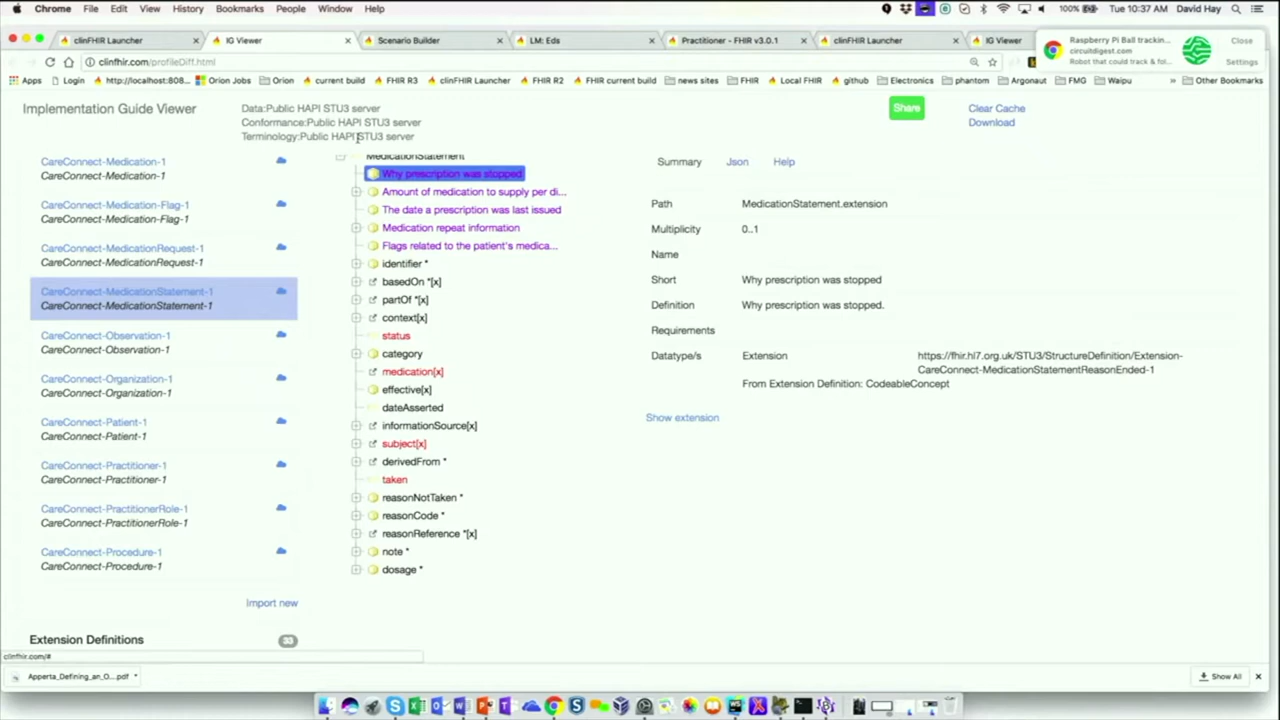 Chrome File Edit View History Bookmarks People Window Help 100% Tue 10:37 AM David Hay
clinFHIR Launcher × IG Viewer × Scenario Builder × LM: Eds × Practitioner - FHIR v3.0.1 × clinFHIR Launcher × IG Viewer
Raspberry Pi Ball trackin...
circuitdigest.com
Robot that could track & fol...
Close
Settings
clinfhir.com/profileDiff.html
Apps Login http://localhost:808... Orion Jobs Orion current build FHIR R3 clinFHIR Launcher FHIR R2 FHIR current build news sites FHIR Local FHIR github Electronics phantom Argonaut FMG Waipu » Other Bookmarks
Implementation Guide Viewer
Data:Public HAPI STU3 server
Conformance:Public HAPI STU3 server
Terminology:Public HAPI STU3 server
Share
Clear Cache
Download
CareConnect-Medication-1
CareConnect-Medication-1
CareConnect-Medication-Flag-1
CareConnect-Medication-Flag-1
CareConnect-MedicationRequest-1
CareConnect-MedicationRequest-1
CareConnect-MedicationStatement-1
CareConnect-MedicationStatement-1
CareConnect-Observation-1
CareConnect-Observation-1
CareConnect-Organization-1
CareConnect-Organization-1
CareConnect-Patient-1
CareConnect-Patient-1
CareConnect-Practitioner-1
CareConnect-Practitioner-1
CareConnect-PractitionerRole-1
CareConnect-PractitionerRole-1
CareConnect-Procedure-1
CareConnect-Procedure-1
Import new
Extension Definitions 33
MedicationStatement
Why prescription was stopped
Amount of medication to supply per di...
The date a prescription was last issued
Medication repeat information
Flags related to the patient's medica...
identifier *
basedOn *[x]
partOf *[x]
context[x]
status
category
medication[x]
effective[x]
dateAsserted
informationSource[x]
subject[x]
derivedFrom *
taken
reasonNotTaken *
reasonCode *
reasonReference *[x]
note *
dosage *
Summary Json Help
Path MedicationStatement.extension
Multiplicity 0..1
Name
Short Why prescription was stopped
Definition Why prescription was stopped.
Requirements
Datatype/s Extension https://fhir.hl7.org.uk/STU3/StructureDefinition/Extension-
CareConnect-MedicationStatementReasonEnded-1
From Extension Definition: CodeableConcept
Show extension
clinfhir.com/#
Apperta_Defining_an_O....pdf
Show All ×